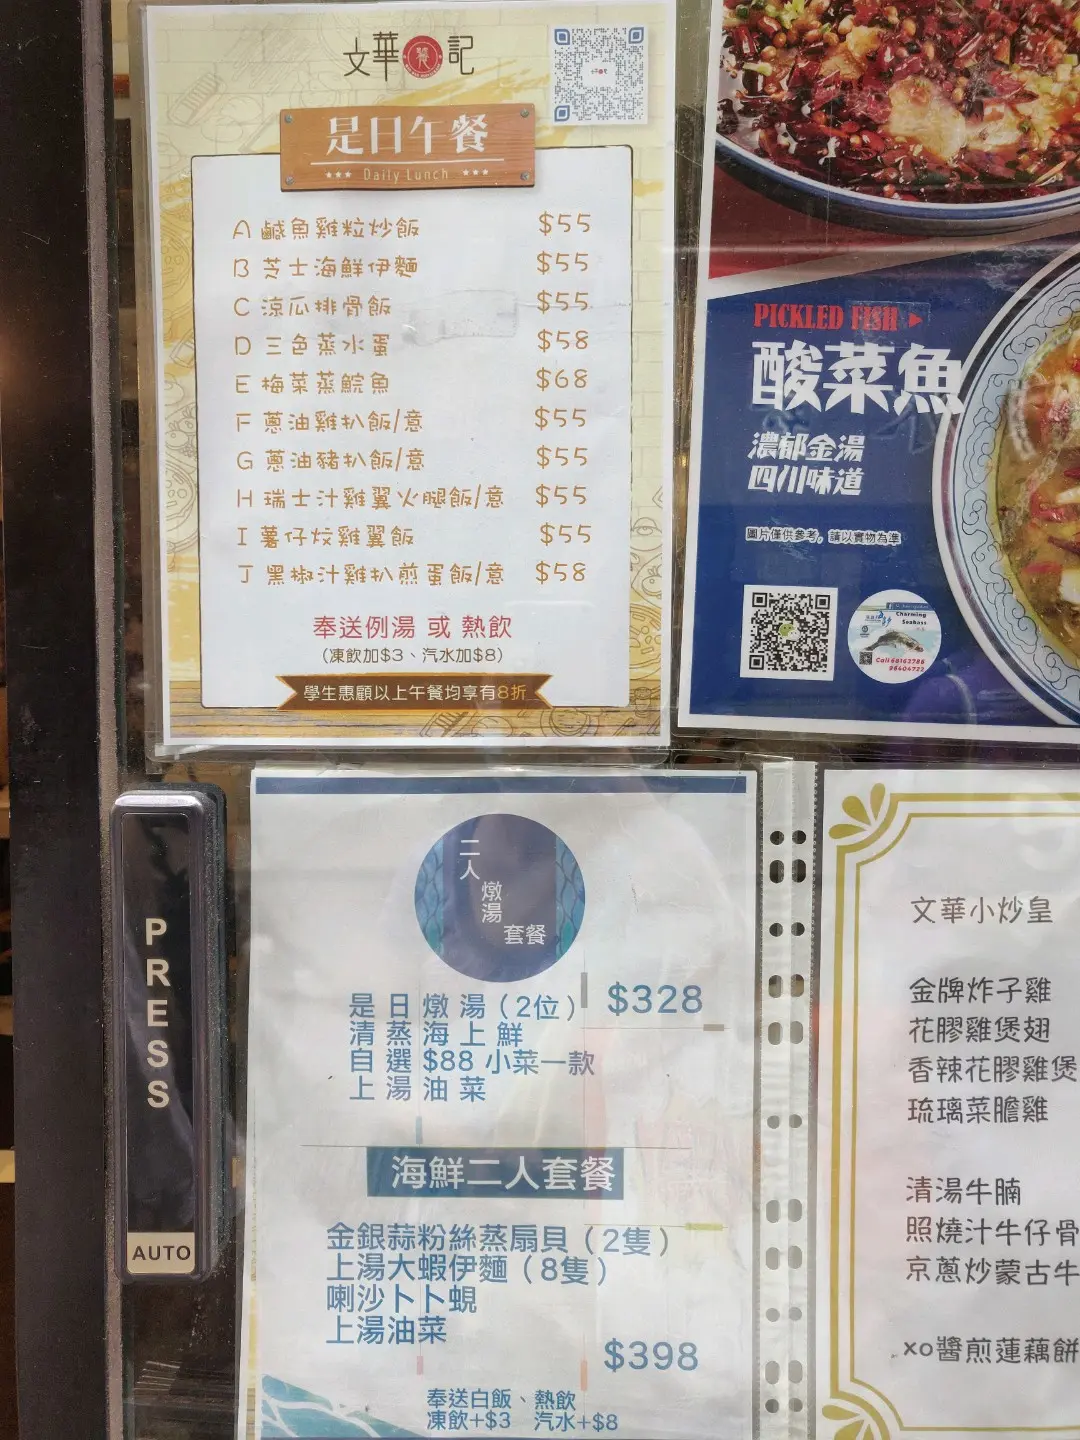 文華 記
是日午餐
Daily Lunch
A 鹹魚雞粒炒飯 $55
B 芝士海鮮伊麵 $55
C 涼瓜排骨飯 $55
D 三色蒸水蛋 $58
E 梅菜蒸鯇魚 $68
F 蔥油雞扒飯/意 $55
G 蔥油豬扒飯/意 $55
H 瑞士汁雞翼火腿飯/意 $55
I 薯仔炆雞翼飯 $55
J 黑椒汁雞扒煎蛋飯/意 $58
奉送例湯 或 熱飲
(凍飲加$3、汽水加$8)
學生惠顧以上午餐均享有8折
PICKLED FISH
酸菜魚
濃郁金湯
四川味道
圖片僅供參考，請以實物為準
Charming
Seabass
PRESS
AUTO
二人
燉湯
套餐
是日燉湯（2位） $328
清蒸海上鮮
自選 $88 小菜一款
上湯油菜
海鮮二人套餐
金銀蒜粉絲蒸扇貝（2隻）
上湯大蝦伊麵（8隻）
喇沙卜卜蜆
上湯油菜
$398
奉送白飯、熱飲
凍飲+$3 汽水+$8
文華小炒皇
金牌炸子雞
花膠雞煲翅
香辣花膠雞煲
琉璃菜膽雞
清湯牛腩
照燒汁牛仔骨
京蔥炒蒙古牛
xo醬煎蓮藕餅